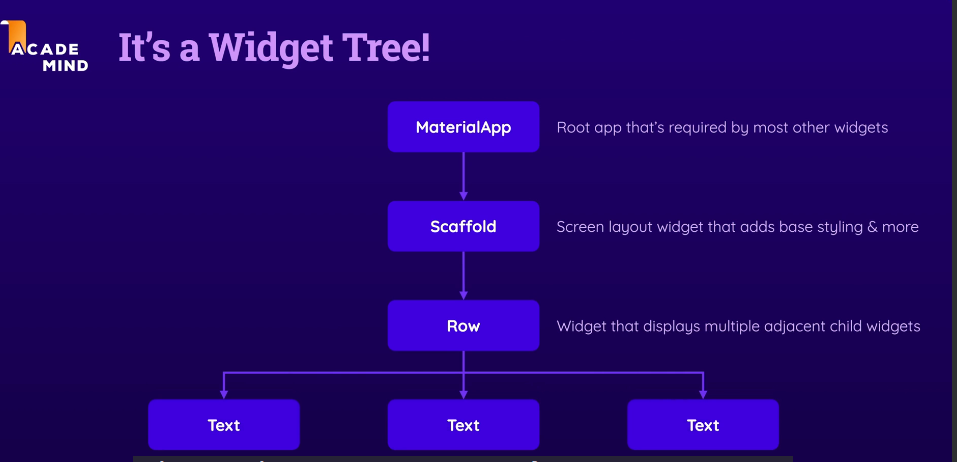 ACADE
MIND
It's a Widget Tree!
MaterialApp
Root app that's required by most other widgets
Scaffold
Screen layout widget that adds base styling & more
Row
Widget that displays multiple adjacent child widgets
Text
Text
Text